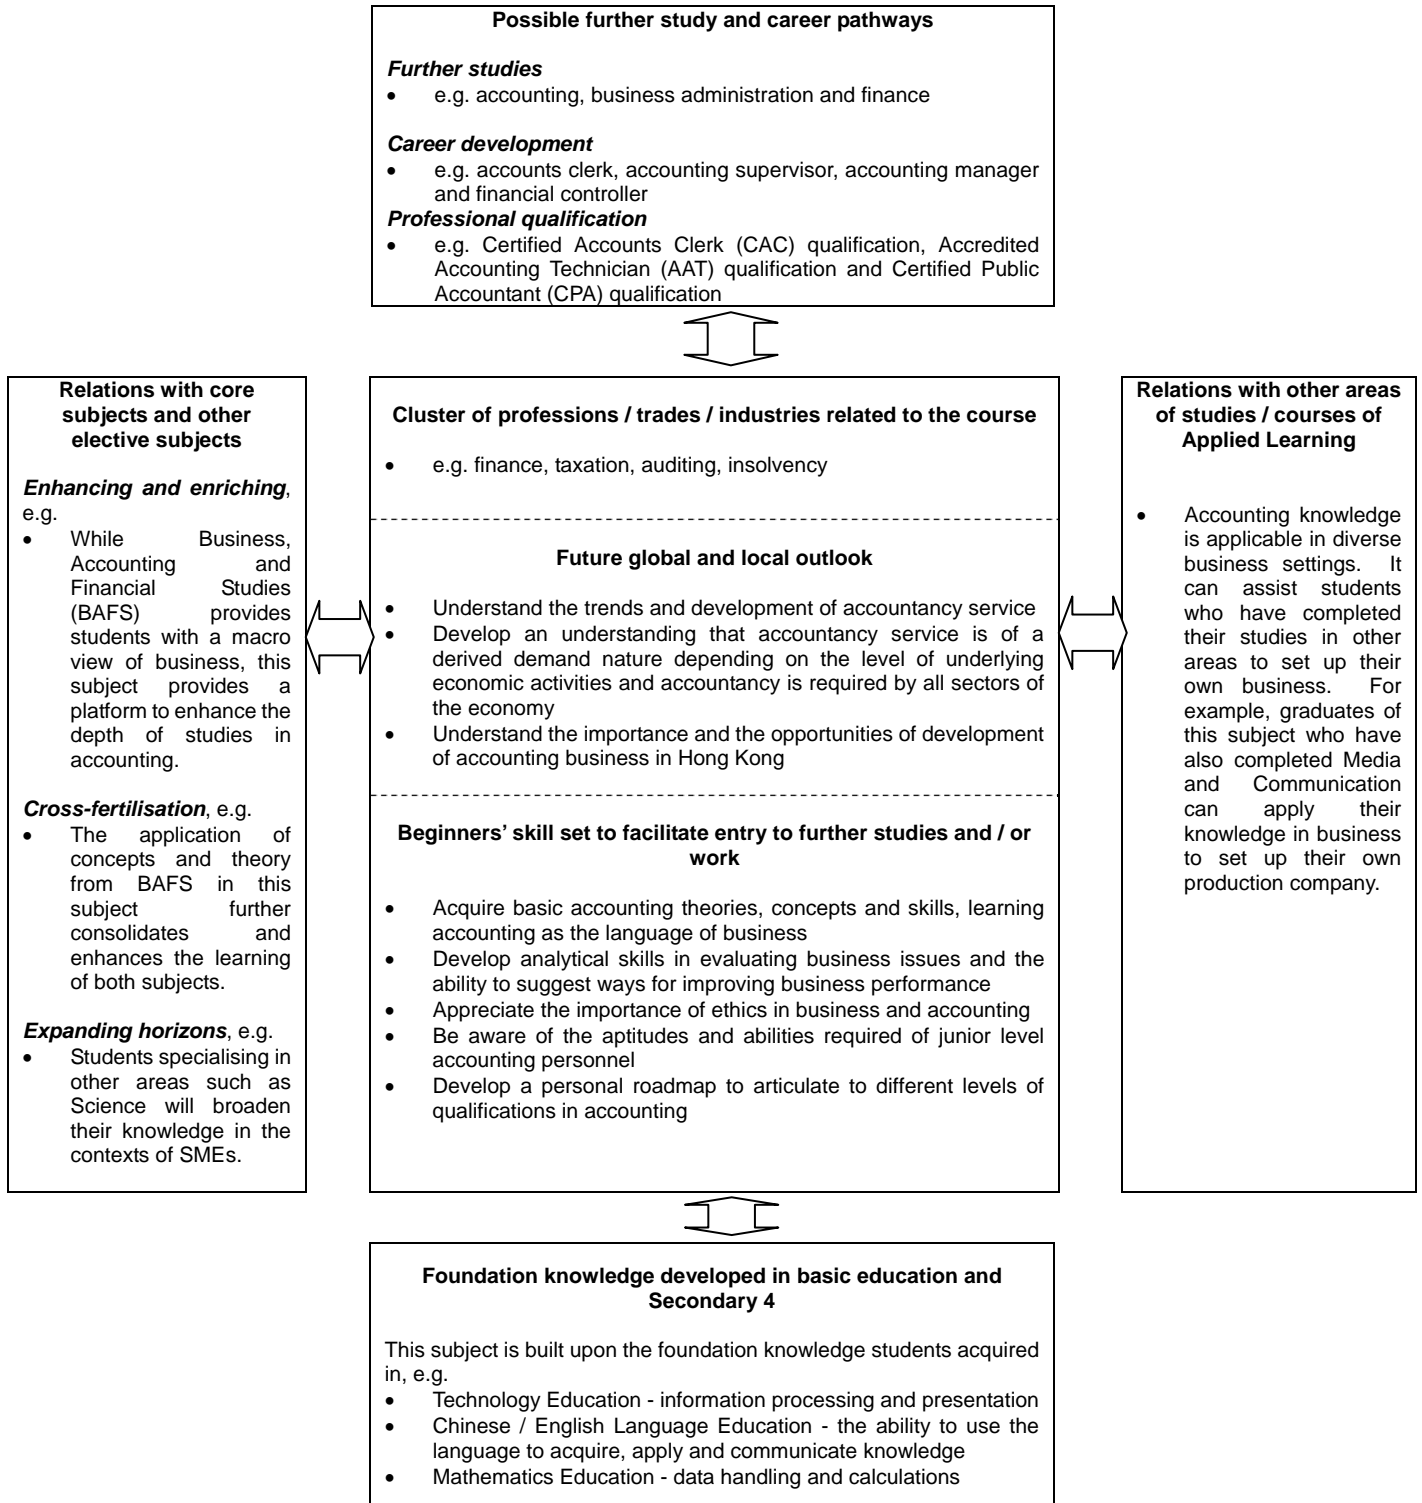 Possible further study and career pathways
Further studies
• e.g. accounting, business administration and finance
Career development
• e.g. accounts clerk, accounting supervisor, accounting manager
and financial controller
Professional qualification
• e.g. Certified Accounts Clerk (CAC) qualification, Accredited
Accounting Technician (AAT) qualification and Certified Public
Accountant (CPA) qualification
Relations with core
subjects and other
elective subjects
Enhancing and enriching,
e.g.
• While Business,
Accounting and
Financial Studies
(BAFS) provides
students with a macro
view of business, this
subject provides a
platform to enhance the
depth of studies in
accounting.
Cross-fertilisation, e.g.
• The application of
concepts and theory
from BAFS in this
subject further
consolidates and
enhances the learning
of both subjects.
Expanding horizons, e.g.
• Students specialising in
other areas such as
Science will broaden
their knowledge in the
contexts of SMEs.
Cluster of professions / trades / industries related to the course
• e.g. finance, taxation, auditing, insolvency
Future global and local outlook
• Understand the trends and development of accountancy service
• Develop an understanding that accountancy service is of a
derived demand nature depending on the level of underlying
economic activities and accountancy is required by all sectors of
the economy
• Understand the importance and the opportunities of development
of accounting business in Hong Kong
Beginners' skill set to facilitate entry to further studies and / or
work
• Acquire basic accounting theories, concepts and skills, learning
accounting as the language of business
• Develop analytical skills in evaluating business issues and the
ability to suggest ways for improving business performance
• Appreciate the importance of ethics in business and accounting
• Be aware of the aptitudes and abilities required of junior level
accounting personnel
• Develop a personal roadmap to articulate to different levels of
qualifications in accounting
Relations with other areas
of studies / courses of
Applied Learning
• Accounting knowledge
is applicable in diverse
business settings. It
can assist students
who have completed
their studies in other
areas to set up their
own business. For
example, graduates of
this subject who have
also completed Media
and Communication
can apply their
knowledge in business
to set up their own
production company.
Foundation knowledge developed in basic education and
Secondary 4
This subject is built upon the foundation knowledge students acquired
in, e.g.
• Technology Education - information processing and presentation
• Chinese / English Language Education - the ability to use the
language to acquire, apply and communicate knowledge
• Mathematics Education - data handling and calculations